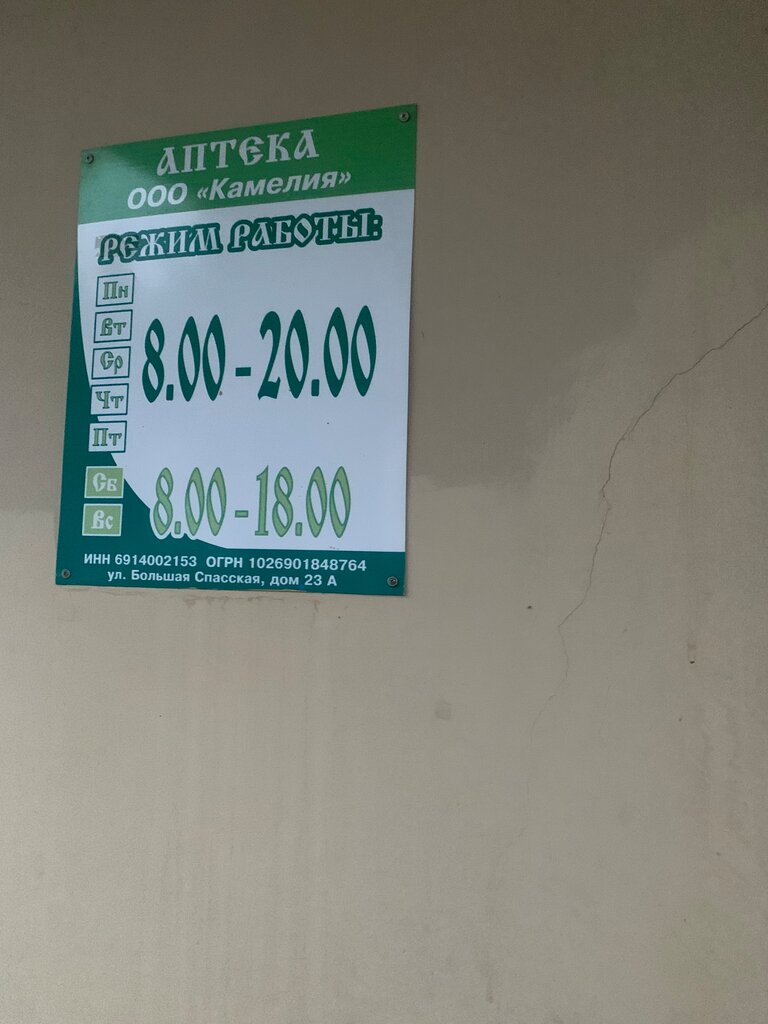 АПТЕКА
ООО «Камелия»
РЕЖИМ РАБОТЫ:
Пн
Вт
Ср
Чт
Пт
8.00 - 20.00
Сб
Вс
8.00 - 18.00
ИНН 6914002153 ОГРН 1026901848764
ул. Большая Спасская, дом 23 А